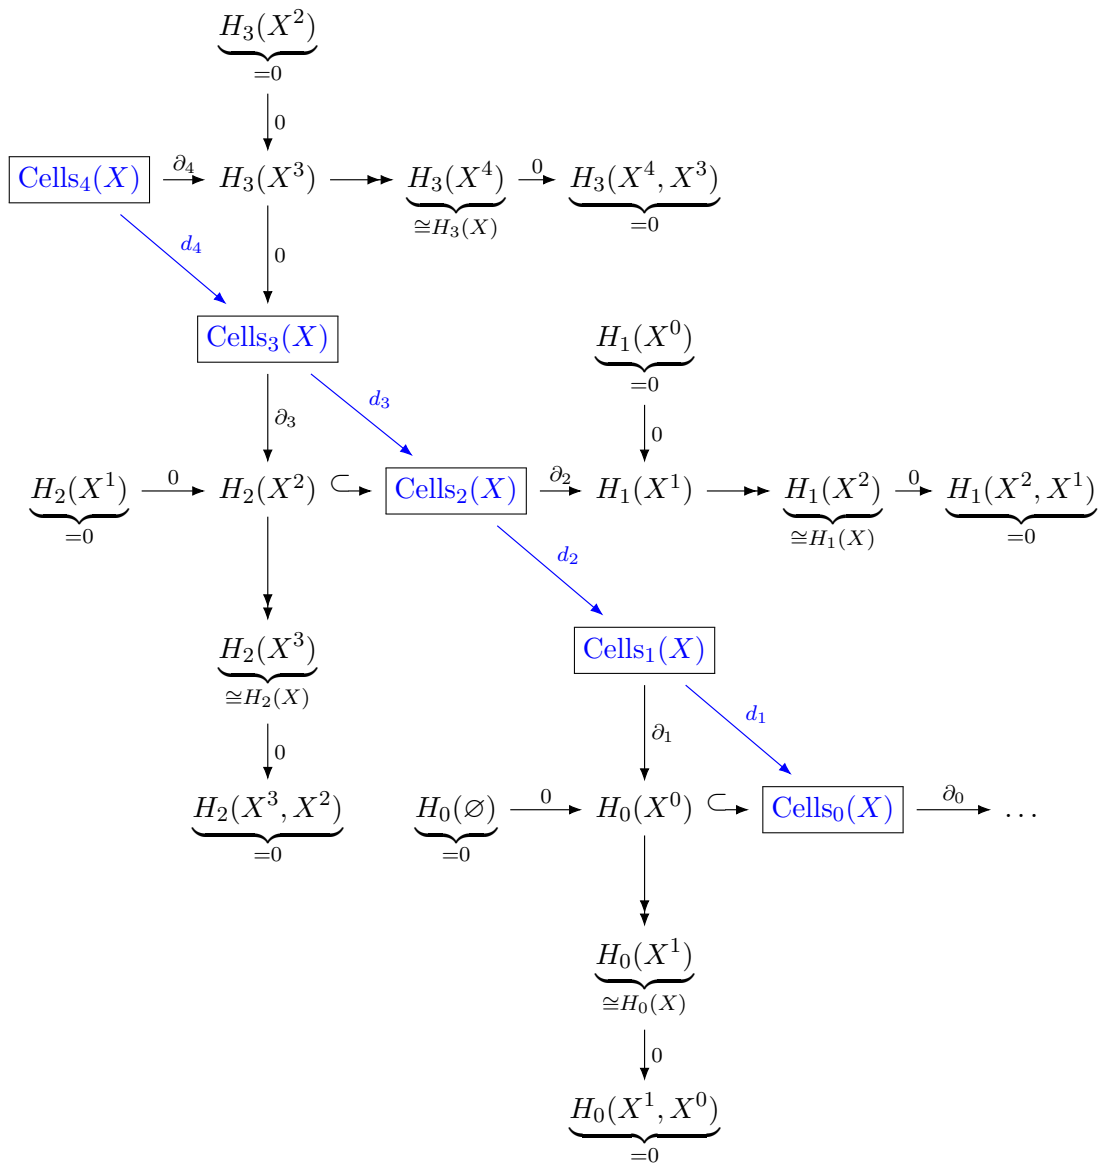 H_3(X^2)
=0
0
Cells_4(X) ∂_4 H_3(X^3) H_3(X^4) 0 H_3(X^4, X^3)
≅H_3(X) =0
d_4 0
Cells_3(X) H_1(X^0)
=0
∂_3 d_3 0
H_2(X^1) 0 H_2(X^2) Cells_2(X) ∂_2 H_1(X^1) H_1(X^2) 0 H_1(X^2, X^1)
=0 ≅H_1(X) =0
d_2
H_2(X^3) Cells_1(X)
≅H_2(X)
0 ∂_1 d_1
H_2(X^3, X^2) H_0(∅) 0 H_0(X^0) Cells_0(X) ∂_0 ...
=0 =0
H_0(X^1)
≅H_0(X)
0
H_0(X^1, X^0)
=0